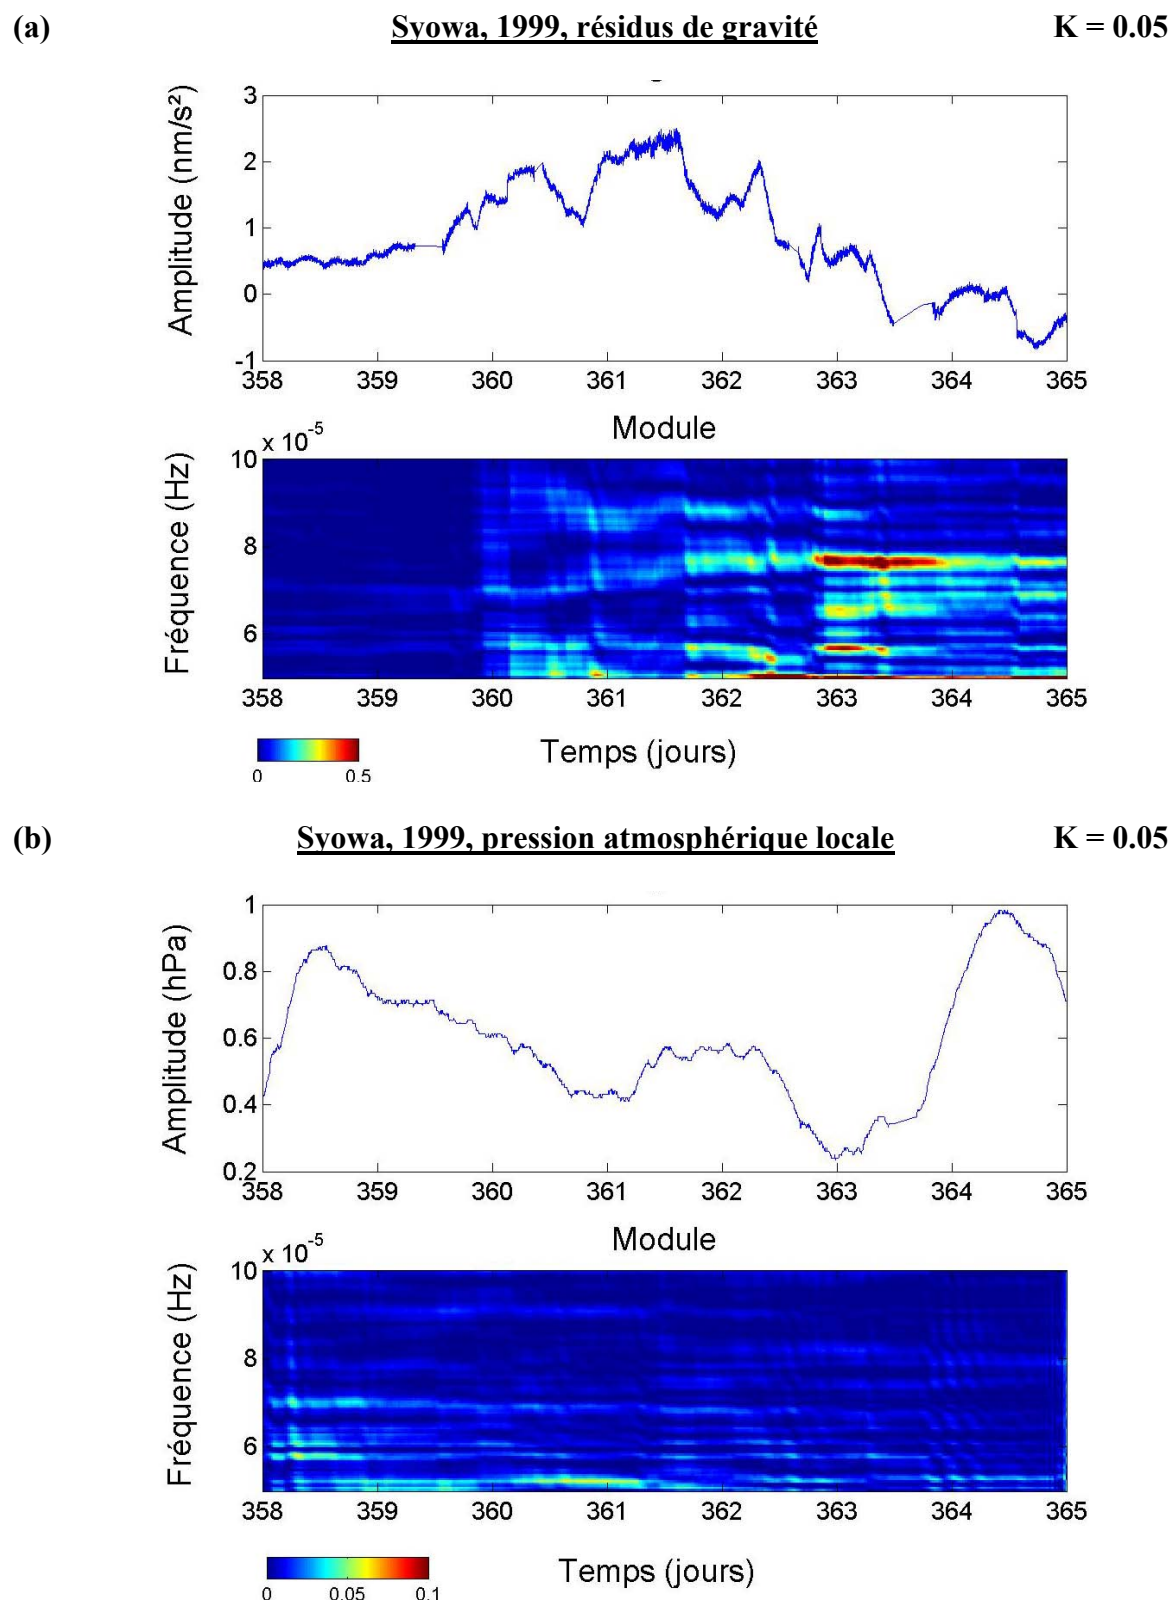 (a) Syowa, 1999, résidus de gravité K = 0.05
Amplitude (nm/s²)
3
2
1
0
-1
358 359 360 361 362 363 364 365
Module
x 10-5
Fréquence (Hz)
10
8
6
358 359 360 361 362 363 364 365
Temps (jours)
0 0.5
(b) Syowa, 1999, pression atmosphérique locale K = 0.05
Amplitude (hPa)
1
0.8
0.6
0.4
0.2
358 359 360 361 362 363 364 365
Module
x 10-5
Fréquence (Hz)
10
8
6
358 359 360 361 362 363 364 365
Temps (jours)
0 0.05 0.1